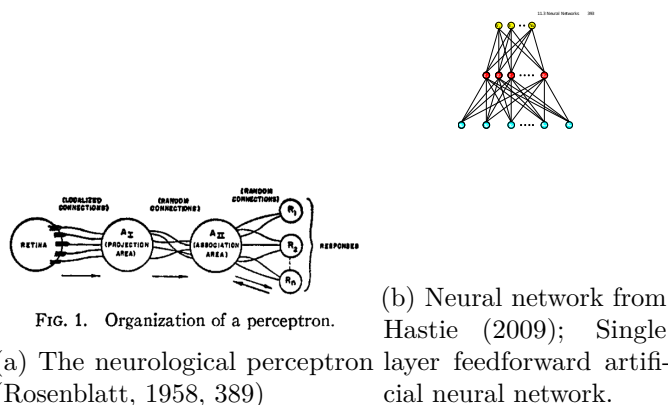 11.3 Neural Networks 393
(LOCALIZED CONNECTIONS)
(RANDOM CONNECTIONS)
(RANDOM CONNECTIONS)
RETINA
A I
(PROJECTION AREA)
A II
(ASSOCIATION AREA)
R1
R2
Rn
RESPONSES
FIG. 1. Organization of a perceptron.
(a) The neurological perceptron
(Rosenblatt, 1958, 389)
(b) Neural network from
Hastie (2009); Single
layer feedforward artifi-
cial neural network.